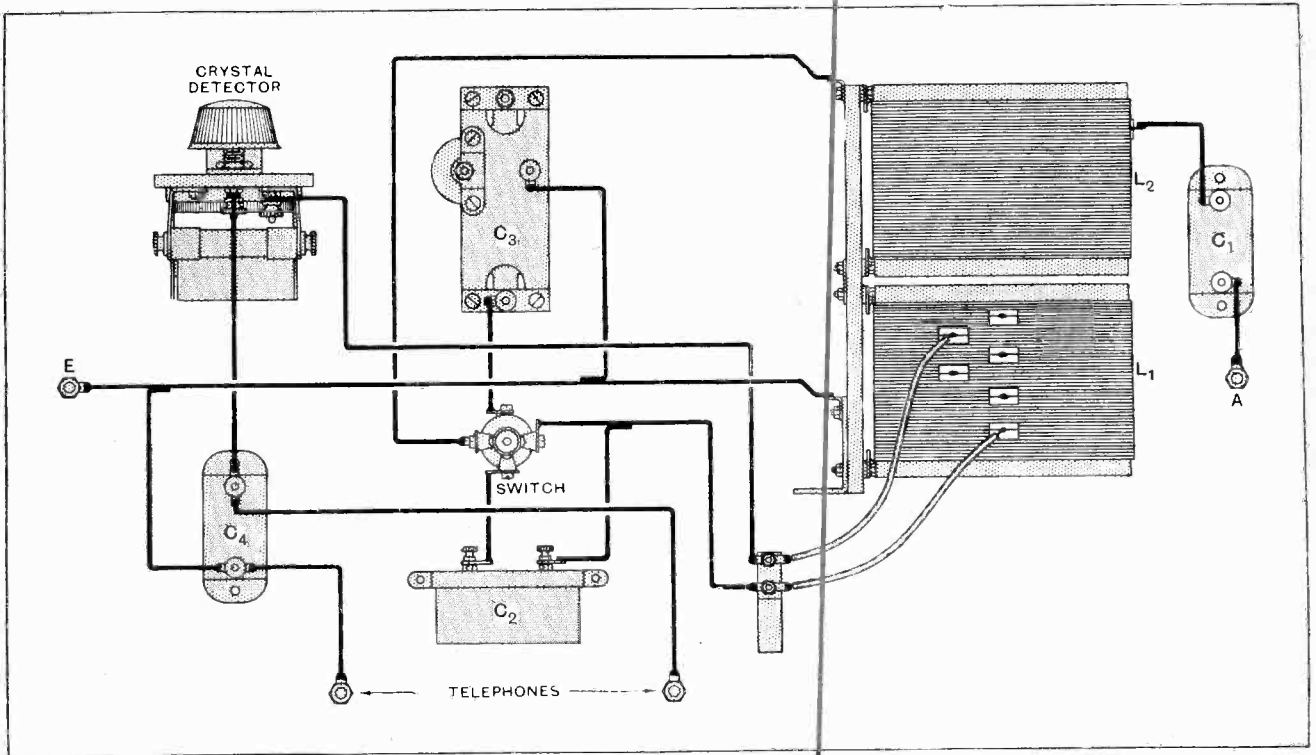 CRYSTAL
DETECTOR
C3
L2
C1
E
L1
A
SWITCH
C4
C2
TELEPHONES